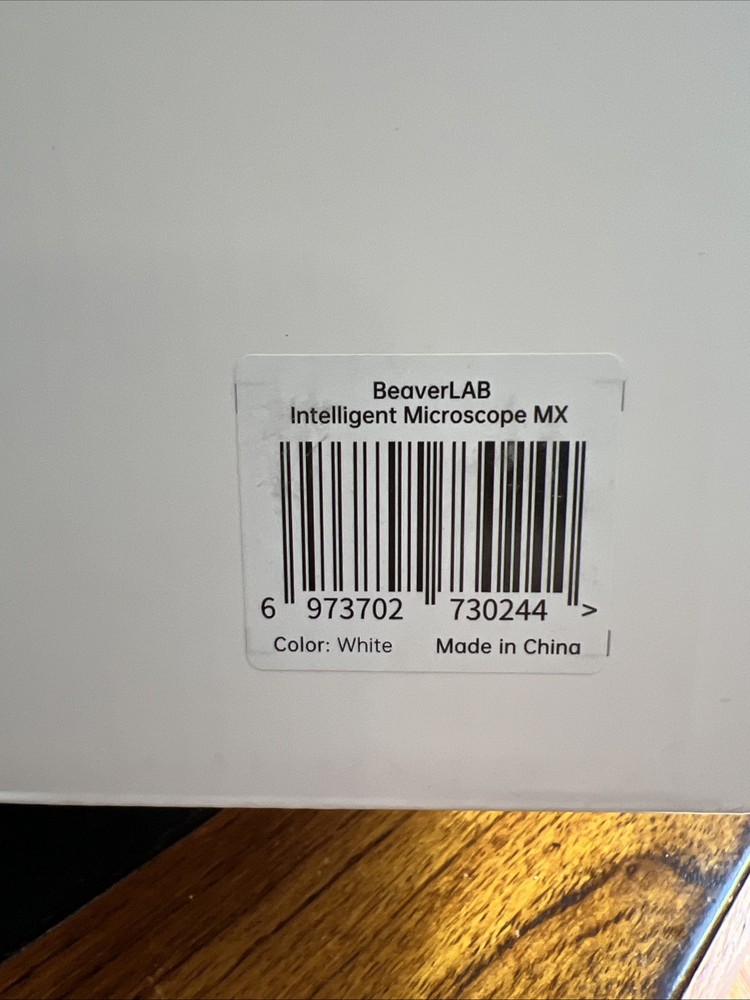 BeaverLAB
Intelligent Microscope MX
6 973702 730244 >
Color: White Made in China